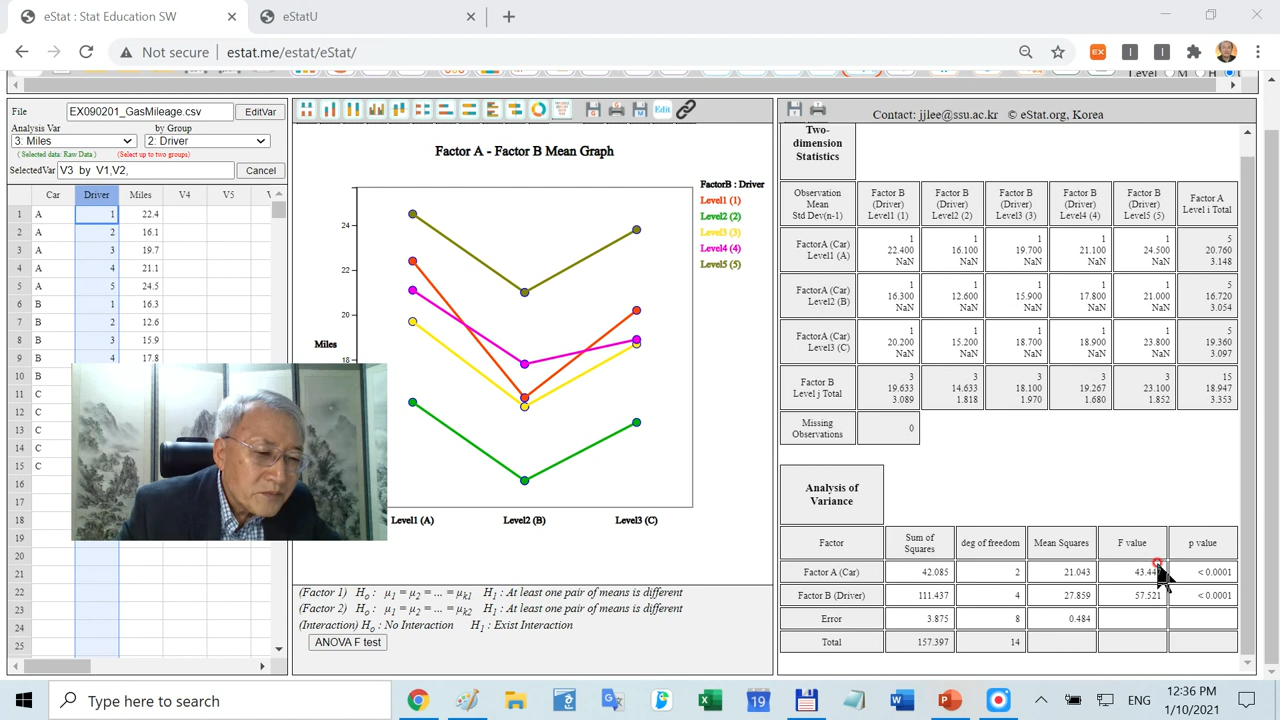 eStat : Stat Education SW
eStatU
Not secure
estat.me/estat/eStat/
Level M H
File EX090201_GasMileage.csv EditVar
Analysis Var by Group
3: Miles 2: Driver
( Selected data: Raw Data ) (Select up to two groups)
SelectedVar V3 by V1,V2, Cancel
Car Driver Miles V4 V5 V
1 A 1 22.4
2 A 2 16.1
3 A 3 19.7
4 A 4 21.1
5 A 5 24.5
6 B 1 16.3
7 B 2 12.6
8 B 3 15.9
9 B 4 17.8
10 B
11 C
12 C
13 C
14 C
15 C
16
17
18
19
20
21
22
23
24
25
Edit
Factor A - Factor B Mean Graph
FactorB : Driver
Level1 (1)
Level2 (2)
Level3 (3)
Level4 (4)
Level5 (5)
24
22
20
18
Miles
Level1 (A) Level2 (B) Level3 (C)
(Factor 1) Ho : μ1 = μ2 = ... = μk1 H1 : At least one pair of means is different
(Factor 2) Ho : μ1 = μ2 = ... = μk2 H1 : At least one pair of means is different
(Interaction) Ho : No Interaction H1 : Exist Interaction
ANOVA F test
Contact: jjlee@ssu.ac.kr © eStat.org, Korea
Two-
dimension
Statistics
Observation Mean Std Dev(n-1) Factor B (Driver) Level1 (1) Factor B (Driver) Level2 (2) Factor B (Driver) Level3 (3) Factor B (Driver) Level4 (4) Factor B (Driver) Level5 (5) Factor A Level i Total
FactorA (Car) Level1 (A) 1 22.400 NaN 1 16.100 NaN 1 19.700 NaN 1 21.100 NaN 1 24.500 NaN 5 20.760 3.148
FactorA (Car) Level2 (B) 1 16.300 NaN 1 12.600 NaN 1 15.900 NaN 1 17.800 NaN 1 21.000 NaN 5 16.720 3.054
FactorA (Car) Level3 (C) 1 20.200 NaN 1 15.200 NaN 1 18.700 NaN 1 18.900 NaN 1 23.800 NaN 5 19.360 3.097
Factor B Level j Total 3 19.633 3.089 3 14.633 1.818 3 18.100 1.970 3 19.267 1.680 3 23.100 1.852 15 18.947 3.353
Missing Observations 0
Analysis of
Variance
Factor Sum of Squares deg of freedom Mean Squares F value p value
Factor A (Car) 42.085 2 21.043 < 0.0001
Factor B (Driver) 111.437 4 27.859 57.521 < 0.0001
Error 3.875 8 0.484
Total 157.397 14
Type here to search
19
ENG
12:36 PM
1/10/2021